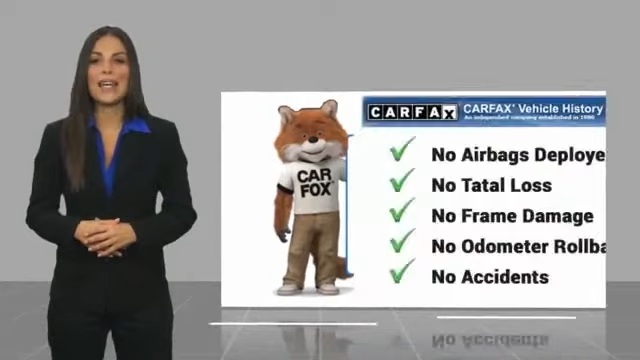 CARFAX CARFAX' Vehicle History
An independent company established in 1986
CAR
FOX
No Airbags Deploye
No Tatal Loss
No Frame Damage
No Odometer Rollba
No Accidents